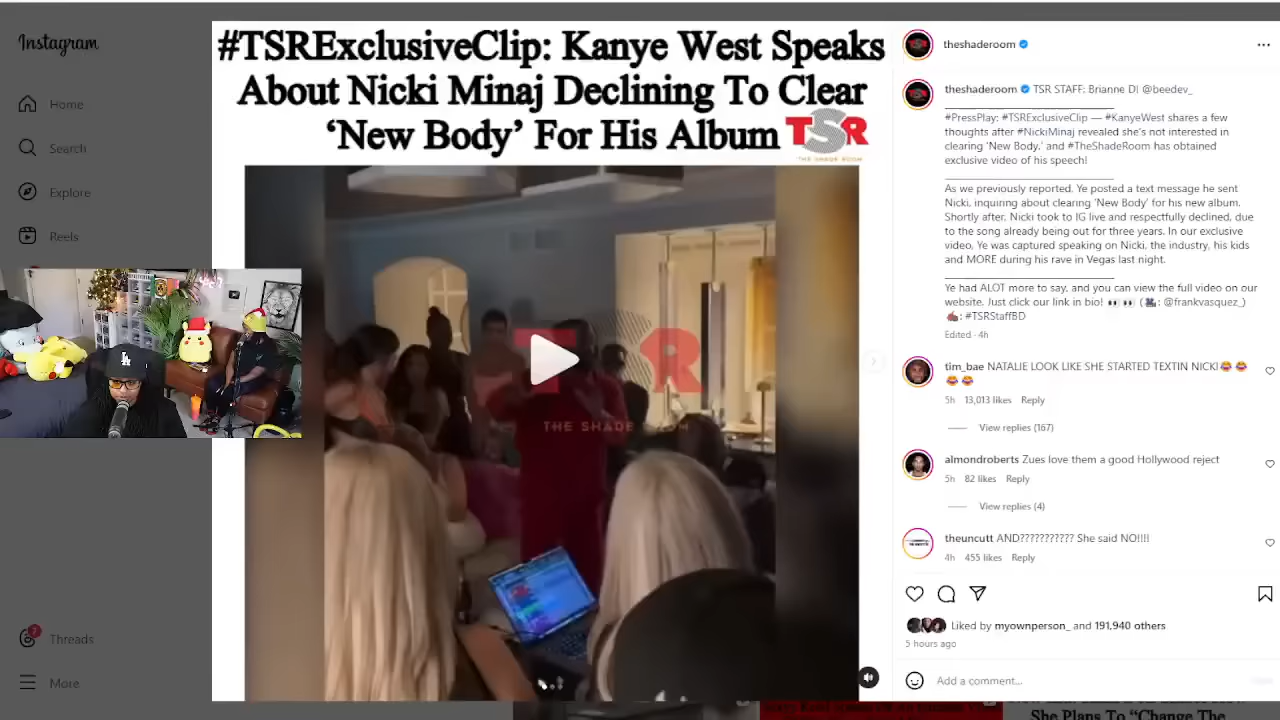 Instagram
Home
Search
Explore
Reels
Threads
7
More
#TSRExclusiveClip: Kanye West Speaks
About Nicki Minaj Declining To Clear
‘New Body’ For His Album TSR
THE SHADE ROOM
TSR
THE SHADE ROOM
theshaderoom
theshaderoom TSR STAFF: Brianne D! @beedev_
#PressPlay: #TSRExclusiveClip — #KanyeWest shares a few
thoughts after #NickiMinaj revealed she's not interested in
clearing 'New Body,' and #TheShadeRoom has obtained
exclusive video of his speech!
As we previously reported, Ye posted a text message he sent
Nicki, inquiring about clearing 'New Body' for his new album.
Shortly after, Nicki took to IG live and respectfully declined, due
to the song already being out for three years. In our exclusive
video, Ye was captured speaking on Nicki, the industry, his kids
and MORE during his rave in Vegas last night.
Ye had ALOT more to say, and you can view the full video on our
website. Just click our link in bio! 👀 👀 (🎥: @frankvasquez_)
✍🏾: #TSRStaffBD
Edited · 4h
tim_bae NATALIE LOOK LIKE SHE STARTED TEXTIN NICKI😂😂
😂😂
5h 13,013 likes Reply
View replies (167)
almondroberts Zues love them a good Hollywood reject
5h 82 likes Reply
View replies (4)
theuncutt AND??????????? She said NO!!!!
4h 455 likes Reply
Liked by myownperson_ and 191,940 others
5 hours ago
Add a comment...
She Plans To “Change The